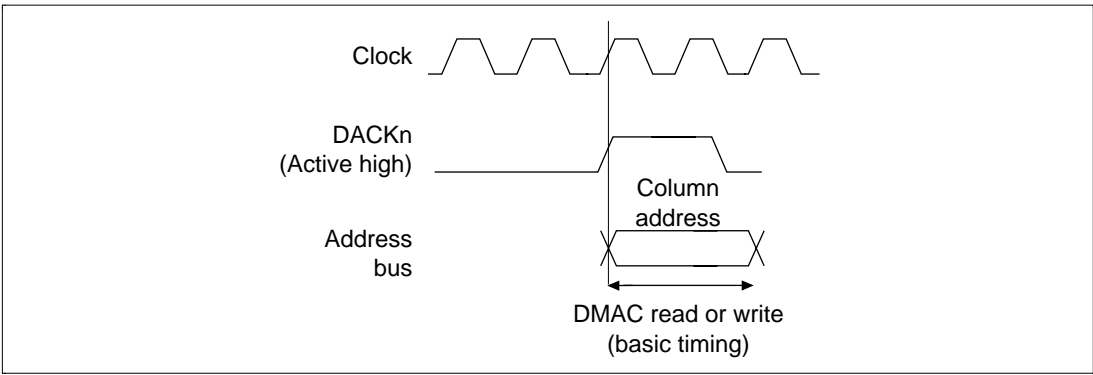 Clock
DACKn
(Active high)
Column
address
Address
bus
DMAC read or write
(basic timing)